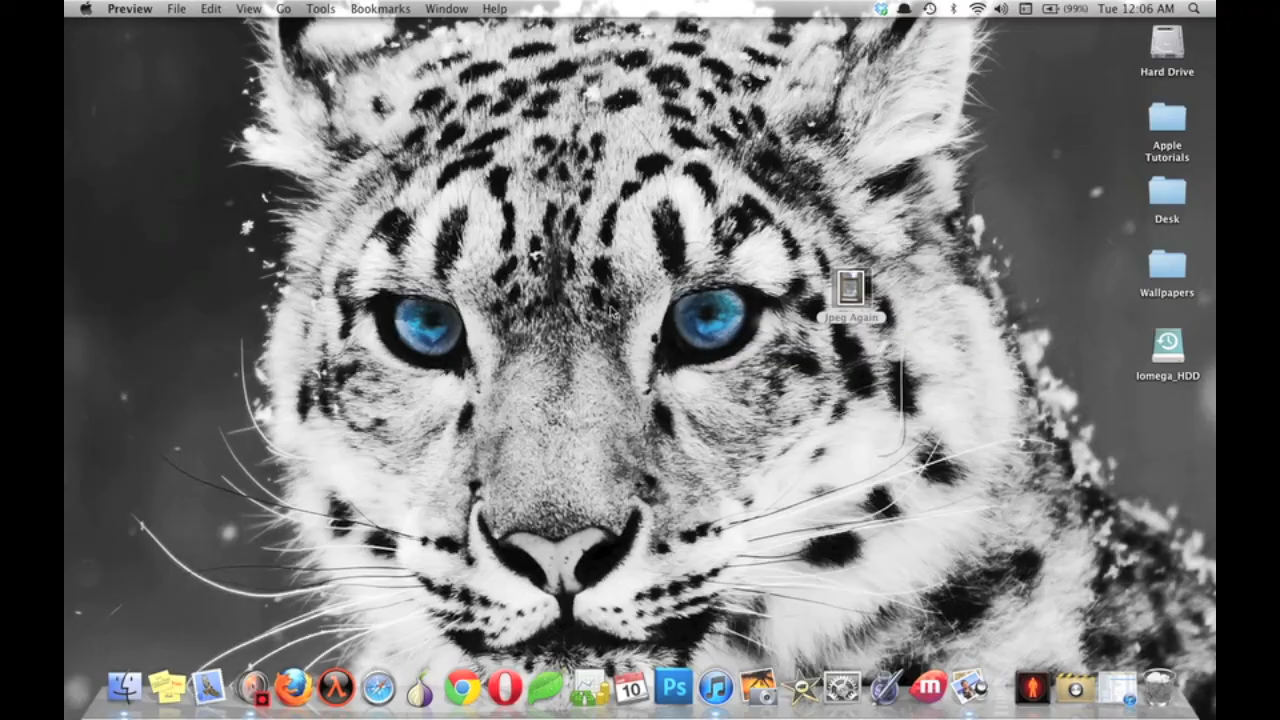 Preview File Edit View Go Tools Bookmarks Window Help (99%) Tue 12:06 AM
Hard Drive
Apple
Tutorials
Desk
Wallpapers
Jpeg Again
Iomega_HDD
10
Ps
m